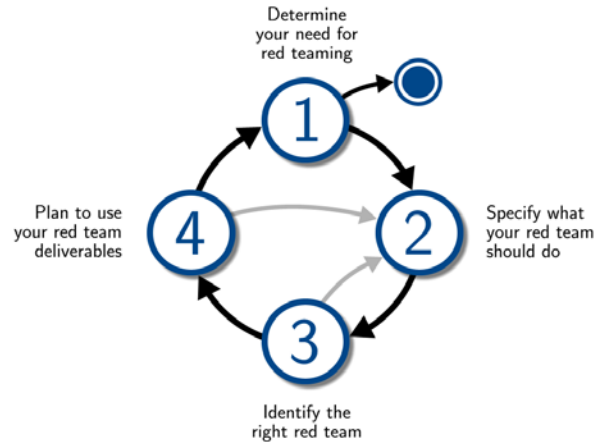 Determine
your need for
red teaming
1
Plan to use
your red team
deliverables
4
2
Specify what
your red team
should do
3
Identify the
right red team